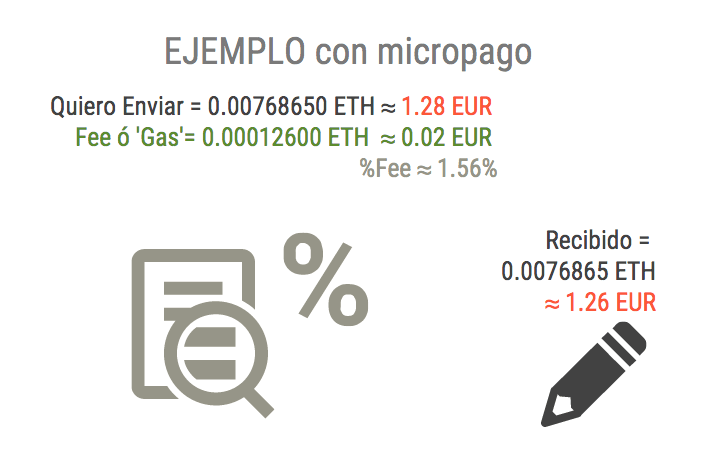 EJEMPLO con micropago
Quiero Enviar = 0.00768650 ETH ≈ 1.28 EUR
Fee ó 'Gas'= 0.00012600 ETH ≈ 0.02 EUR
%Fee ≈ 1.56%
%
Recibido =
0.0076865 ETH
≈ 1.26 EUR